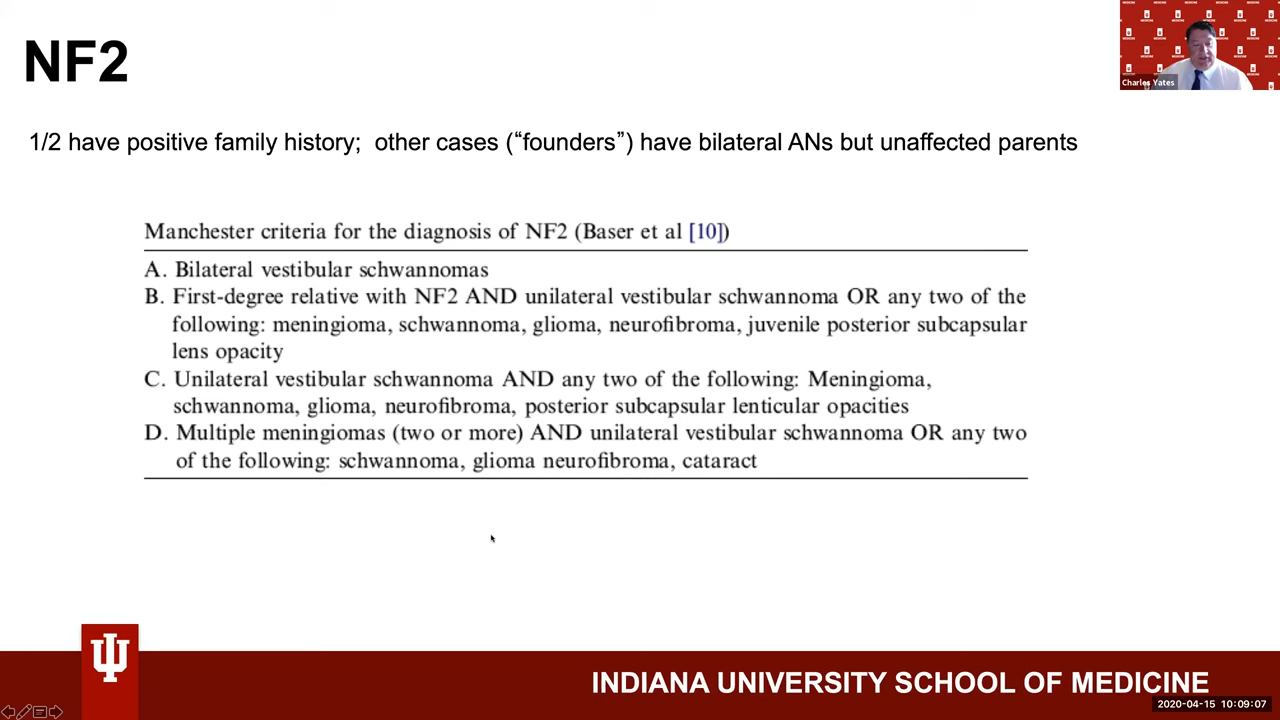 NF2
Charles Yates
1/2 have positive family history;  other cases (“founders”) have bilateral ANs but unaffected parents
Manchester criteria for the diagnosis of NF2 (Baser et al [10])
A. Bilateral vestibular schwannomas
B. First-degree relative with NF2 AND unilateral vestibular schwannoma OR any two of the
following: meningioma, schwannoma, glioma, neurofibroma, juvenile posterior subcapsular
lens opacity
C. Unilateral vestibular schwannoma AND any two of the following: Meningioma,
schwannoma, glioma, neurofibroma, posterior subcapsular lenticular opacities
D. Multiple meningiomas (two or more) AND unilateral vestibular schwannoma OR any two
of the following: schwannoma, glioma neurofibroma, cataract
INDIANA UNIVERSITY SCHOOL OF MEDICINE
2020-04-15 10:09:07